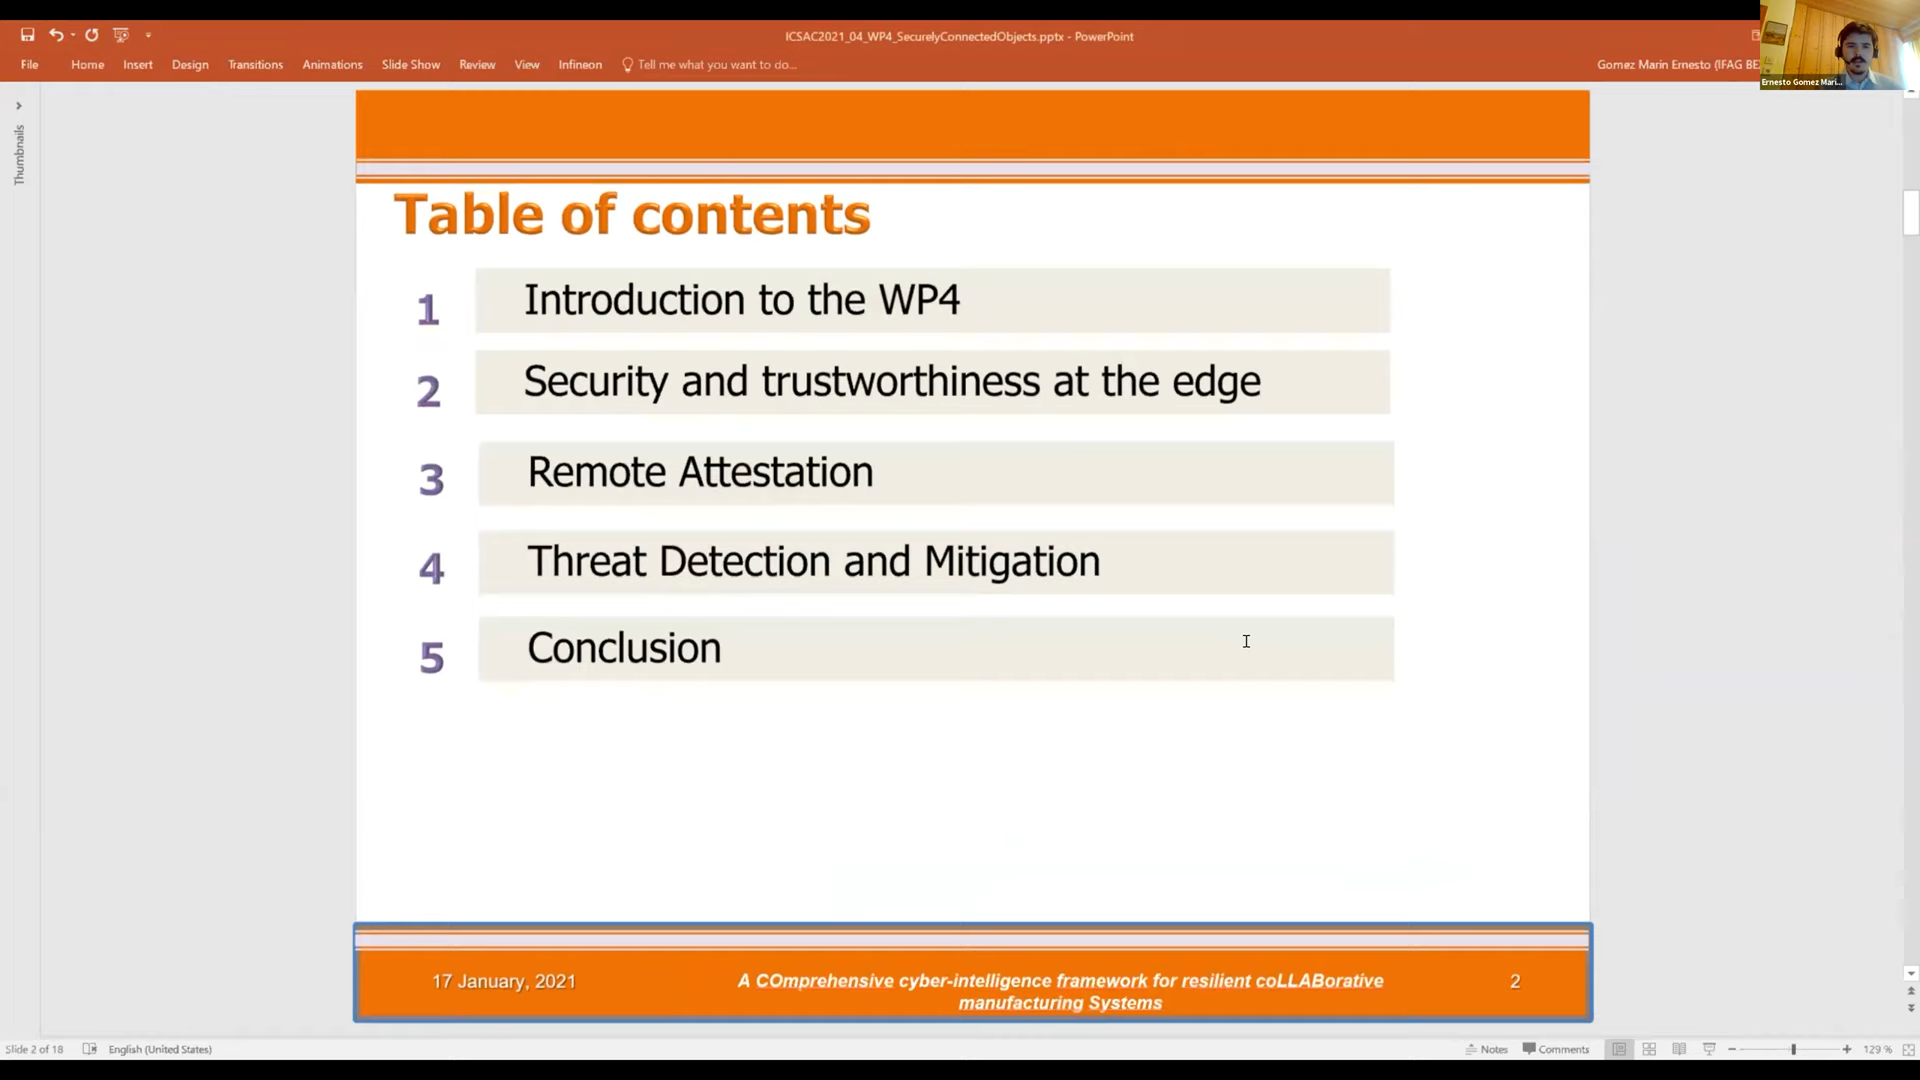 ICSAC2021_04_WP4_SecurelyConnectedObjects.pptx - PowerPoint
File Home Insert Design Transitions Animations Slide Show Review View Infineon Tell me what you want to do...
Gomez Marin Ernesto (IFAG BE
Ernesto Gomez Mari...
Thumbnails
Table of contents
1 Introduction to the WP4
2 Security and trustworthiness at the edge
3 Remote Attestation
4 Threat Detection and Mitigation
5 Conclusion
17 January, 2021
A COmprehensive cyber-intelligence framework for resilient coLLABorative
manufacturing Systems
2
Slide 2 of 18 English (United States) Notes Comments 129 %